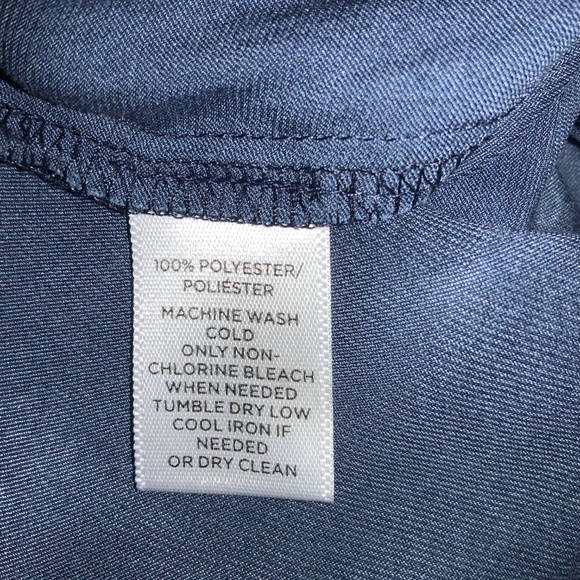 100% POLYESTER/
POLIÉSTER
MACHINE WASH
COLD
ONLY NON-
CHLORINE BLEACH
WHEN NEEDED
TUMBLE DRY LOW
COOL IRON IF
NEEDED
OR DRY CLEAN